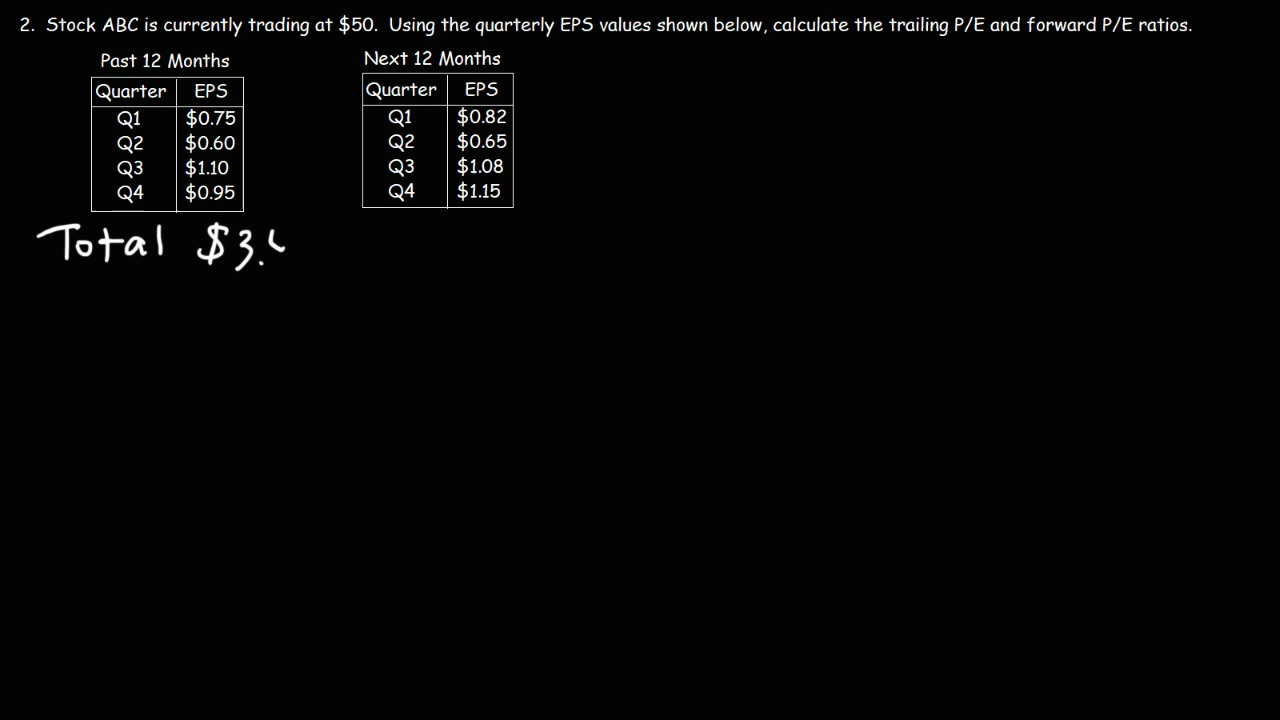 2. Stock ABC is currently trading at $50. Using the quarterly EPS values shown below, calculate the trailing P/E and forward P/E ratios.
Past 12 Months
Quarter EPS
Q1 $0.75
Q2 $0.60
Q3 $1.10
Q4 $0.95
Total $3.
Next 12 Months
Quarter EPS
Q1 $0.82
Q2 $0.65
Q3 $1.08
Q4 $1.15